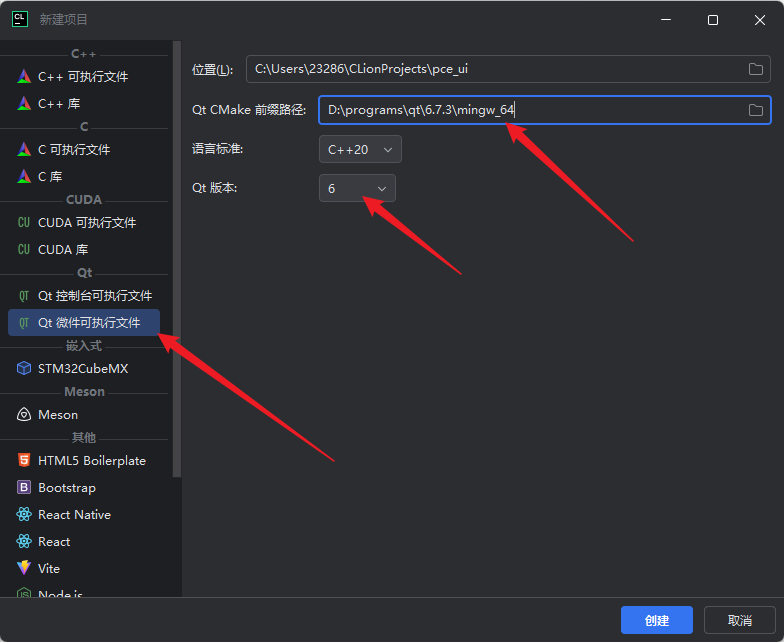 CL
新建项目
C++
C++ 可执行文件
C++ 库
C
C 可执行文件
C 库
CUDA
CU CUDA 可执行文件
CU CUDA 库
Qt
QT Qt 控制台可执行文件
QT Qt 微件可执行文件
嵌入式
STM32CubeMX
Meson
Meson
其他
5 HTML5 Boilerplate
B Bootstrap
React Native
React
Vite
Node.js
位置(L): C:\Users\23286\CLionProjects\pce_ui
Qt CMake 前缀路径: D:\programs\qt\6.7.3\mingw_64
语言标准: C++20
Qt 版本: 6
创建 取消